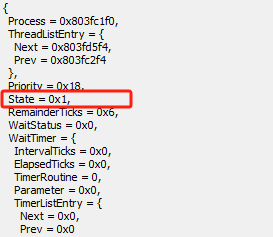 {
Process = 0x803fc1f0,
ThreadListEntry = {
Next = 0x803fd5f4,
Prev = 0x803fc2f4
},
Priority = 0x18,
State = 0x1,
RemainderTicks = 0x6,
WaitStatus = 0x0,
WaitTimer = {
IntervalTicks = 0x0,
ElapsedTicks = 0x0,
TimerRoutine = 0,
Parameter = 0x0,
TimerListEntry = {
Next = 0x0,
Prev = 0x0